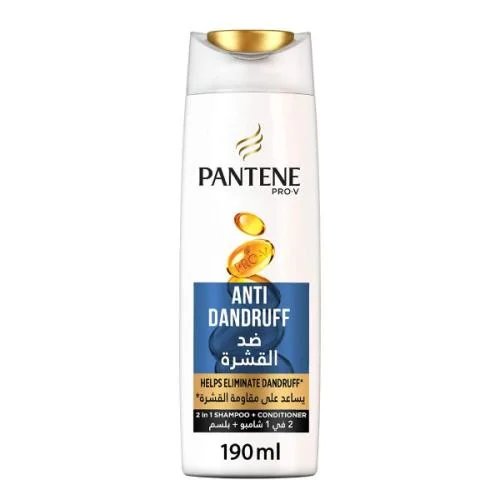 PANTENE
PRO-V
PRO-V
ANTI
DANDRUFF
ضد
القشرة
HELPS ELIMINATE DANDRUFF*
يساعد على مقاومة القشرة*
2 in 1 SHAMPOO + CONDITIONER
2 في 1 شامبو + بلسم
190ml